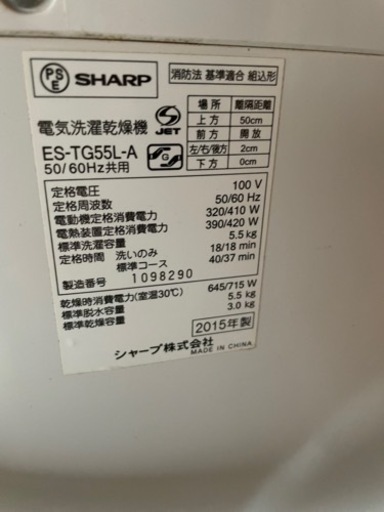 PS E SHARP
消防法 基準適合 組込形
電気洗濯乾燥機 S JET
ES-TG55L-A G
50/60Hz共用
場所 離隔距離
上方 50cm
前方 開放
左/右/後方 2cm
下方 0cm
定格電圧 100 V
定格周波数 50/60 Hz
電動機定格消費電力 320/410 W
電熱装置定格消費電力 390/420 W
標準洗濯容量 5.5 kg
定格時間 洗いのみ 18/18 min
標準コース 40/37 min
製造番号 1098290
乾燥時消費電力(室温30℃) 645/715 W
標準脱水容量 5.5 kg
標準乾燥容量 3.0 kg
2015年製
シャープ株式会社
MADE IN CHINA